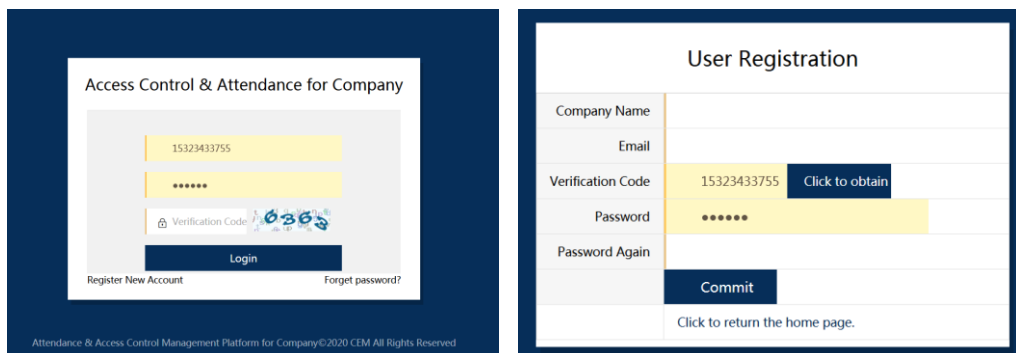 Access Control & Attendance for Company
15323433755
●●●●●●
Verification Code 6363
Login
Register New Account Forget password?
Attendance & Access Control Management Platform for Company©2020 CEM All Rights Reserved
User Registration
Company Name
Email
Verification Code 15323433755 Click to obtain
Password ●●●●●●
Password Again
Commit
Click to return the home page.